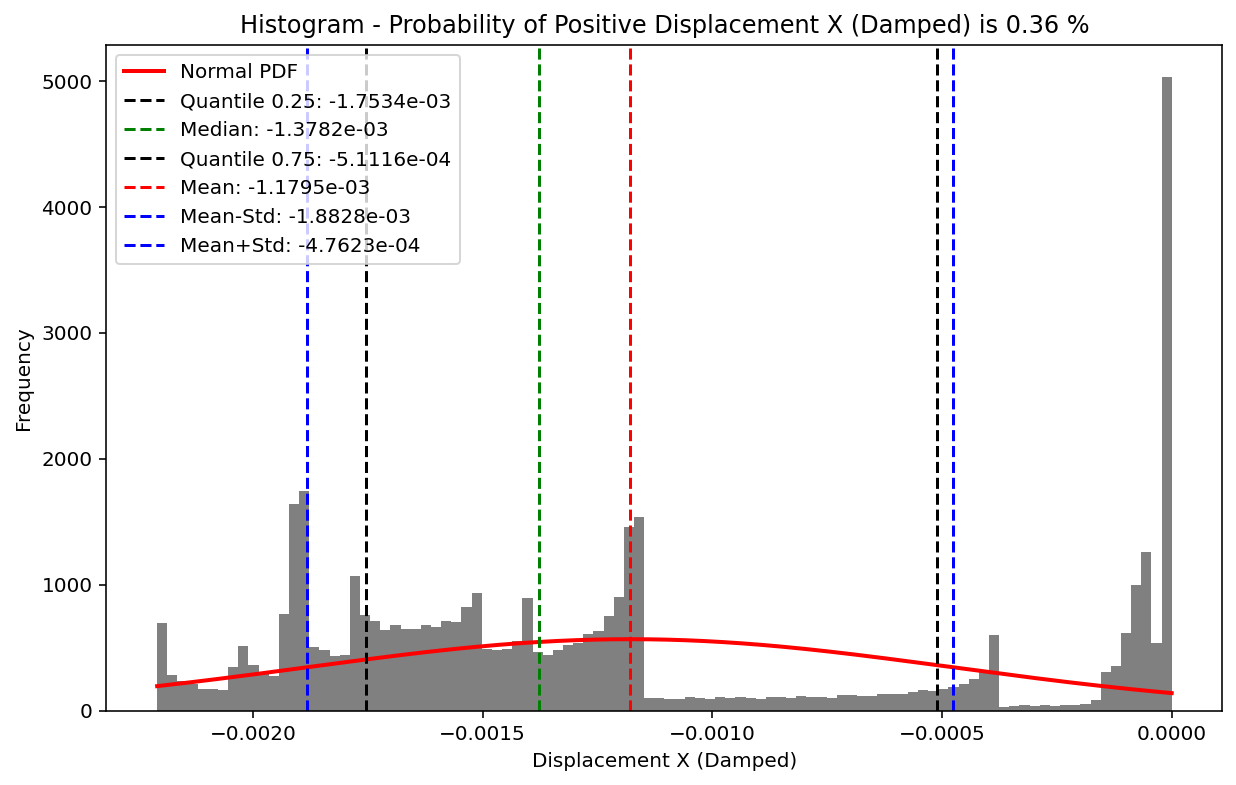 Histogram - Probability of Positive Displacement X (Damped) is 0.36 %
Normal PDF
Quantile 0.25: -1.7534e-03
Median: -1.3782e-03
Quantile 0.75: -5.1116e-04
Mean: -1.1795e-03
Mean-Std: -1.8828e-03
Mean+Std: -4.7623e-04
Frequency
5000
4000
3000
2000
1000
0
−0.0020 −0.0015 −0.0010 −0.0005 0.0000
Displacement X (Damped)